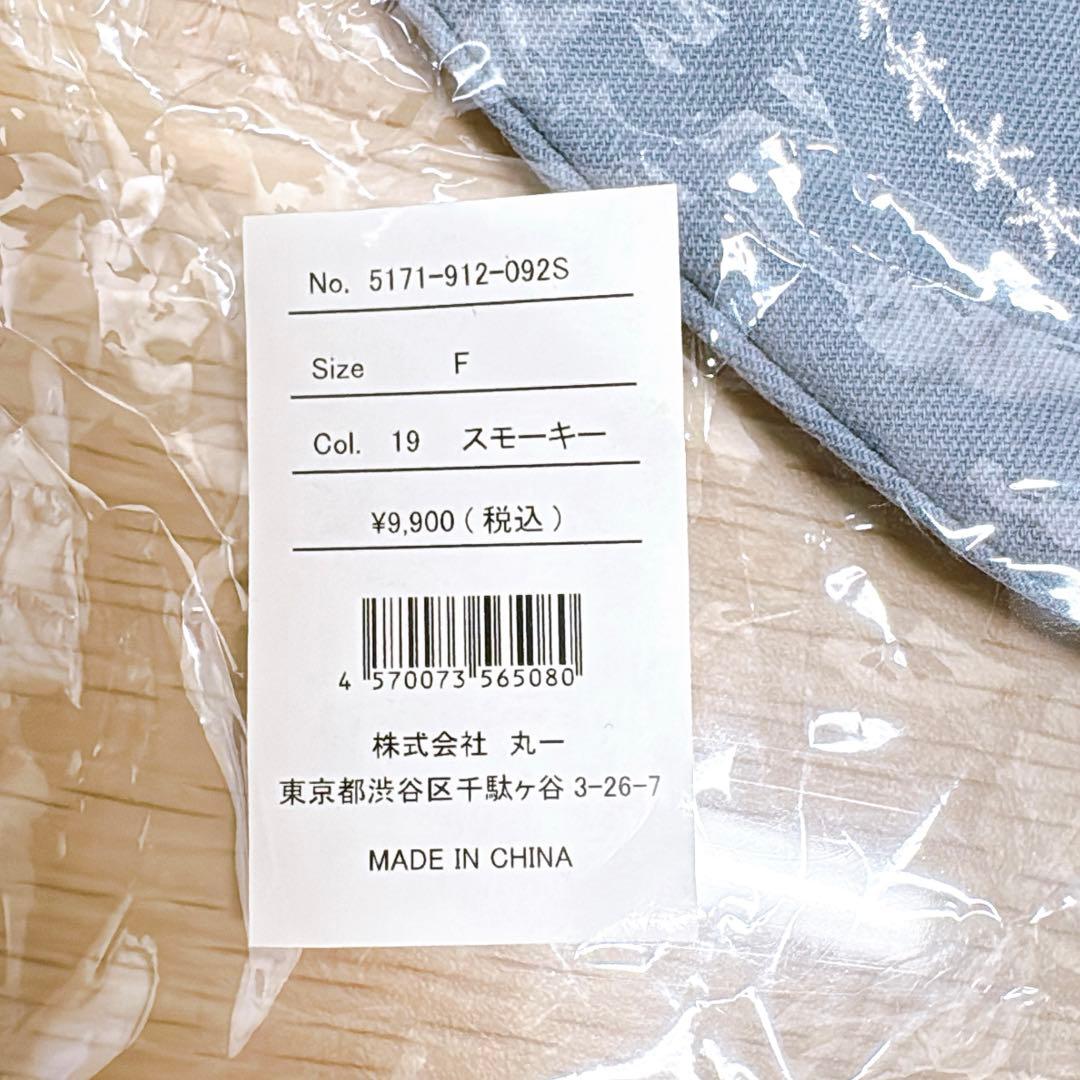 No. 5171-912-092S
Size F
Col. 19 スモーキー
¥9,900(税込)
4 570073 565080
株式会社 丸一
東京都渋谷区千駄ヶ谷 3-26-7
MADE IN CHINA